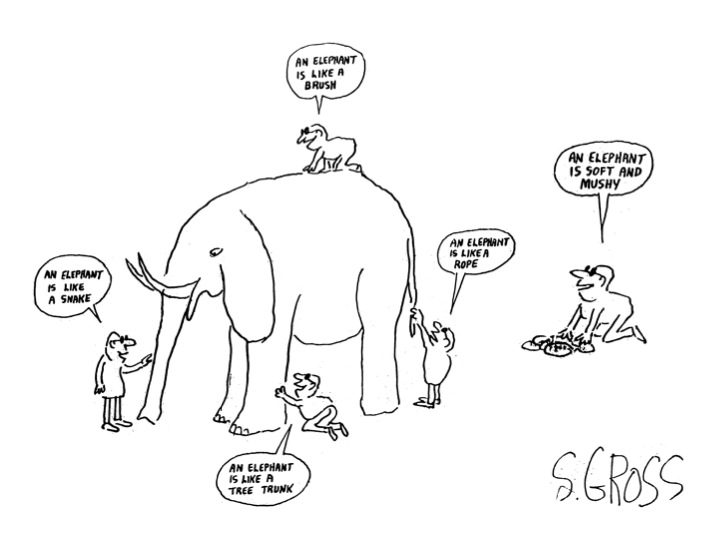 AN ELEPHANT
IS LIKE A
BRUSH
AN ELEPHANT
IS SOFT AND
MUSHY
AN ELEPHANT
IS LIKE A
ROPE
AN ELEPHANT
IS LIKE
A SNAKE
AN ELEPHANT
IS LIKE A
TREE TRUNK
S.GROSS